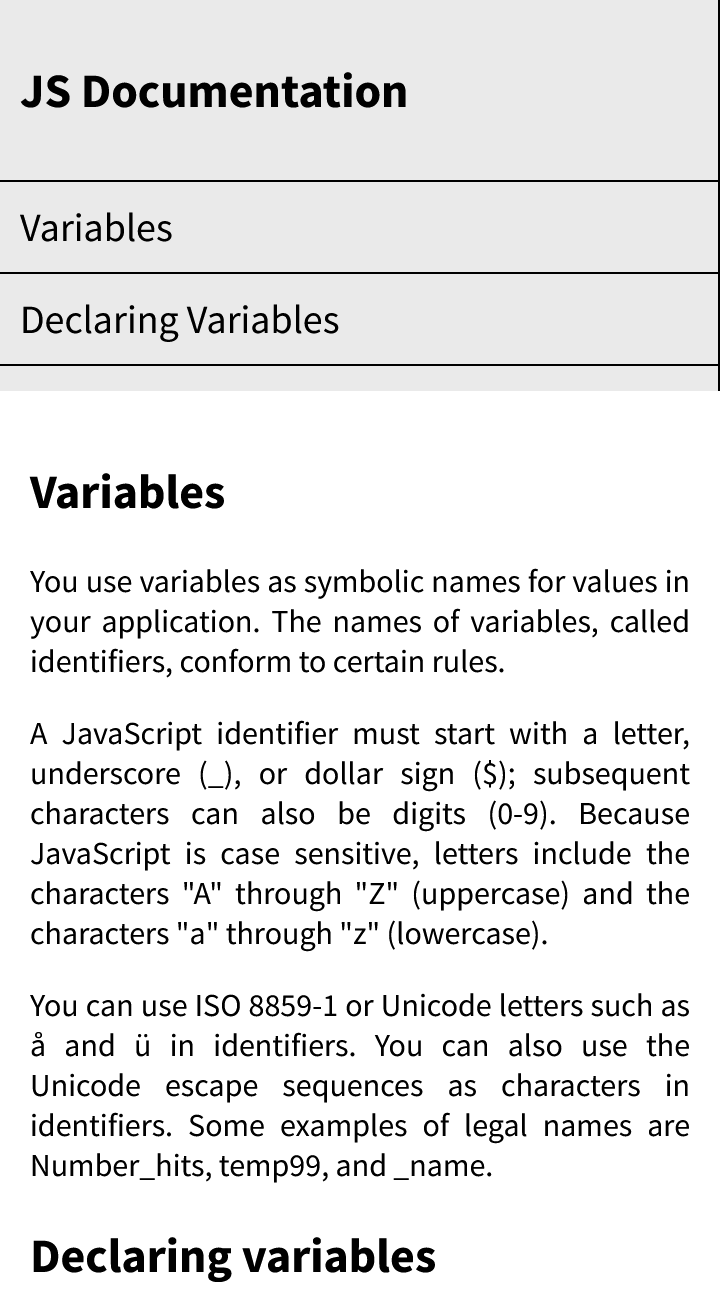 JS Documentation
Variables
Declaring Variables
Variables
You use variables as symbolic names for values in
your application. The names of variables, called
identifiers, conform to certain rules.
A JavaScript identifier must start with a letter,
underscore (_), or dollar sign ($); subsequent
characters can also be digits (0-9). Because
JavaScript is case sensitive, letters include the
characters "A" through "Z" (uppercase) and the
characters "a" through "z" (lowercase).
You can use ISO 8859-1 or Unicode letters such as
å and ü in identifiers. You can also use the
Unicode escape sequences as characters in
identifiers. Some examples of legal names are
Number_hits, temp99, and _name.
Declaring variables